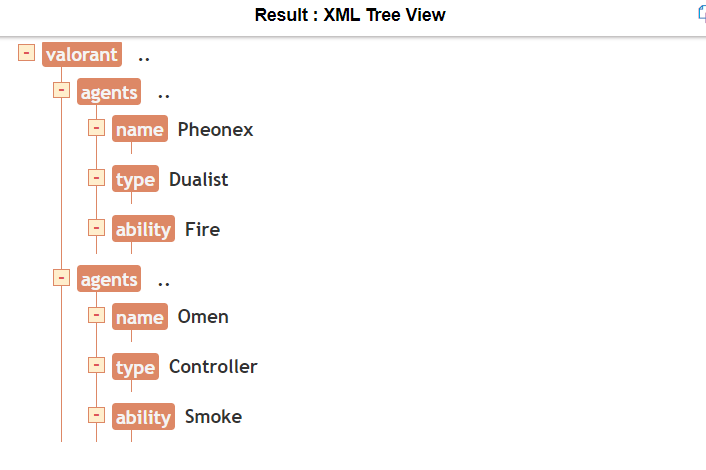 Result : XML Tree View
- valorant ..
- agents ..
- name Pheonex
- type Dualist
- ability Fire
- agents ..
- name Omen
- type Controller
- ability Smoke